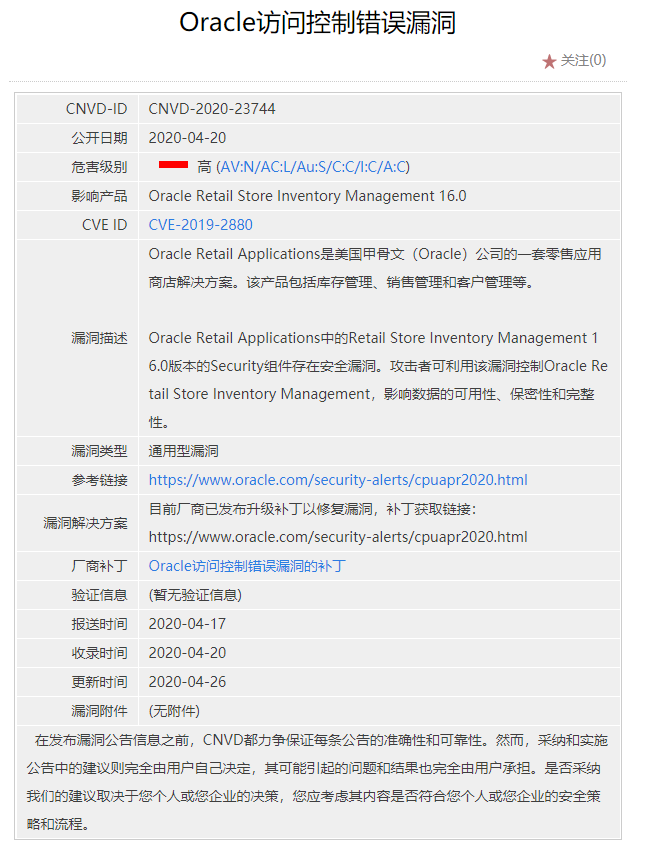 Oracle访问控制错误漏洞
关注(0)
CNVD-ID CNVD-2020-23744
公开日期 2020-04-20
危害级别 高 (AV:N/AC:L/Au:S/C:C/I:C/A:C)
影响产品 Oracle Retail Store Inventory Management 16.0
CVE ID CVE-2019-2880
Oracle Retail Applications是美国甲骨文（Oracle）公司的一套零售应用
商店解决方案。该产品包括库存管理、销售管理和客户管理等。
漏洞描述 Oracle Retail Applications中的Retail Store Inventory Management 1
6.0版本的Security组件存在安全漏洞。攻击者可利用该漏洞控制Oracle Re
tail Store Inventory Management，影响数据的可用性、保密性和完整
性。
漏洞类型 通用型漏洞
参考链接 https://www.oracle.com/security-alerts/cpuapr2020.html
漏洞解决方案 目前厂商已发布升级补丁以修复漏洞，补丁获取链接：
https://www.oracle.com/security-alerts/cpuapr2020.html
厂商补丁 Oracle访问控制错误漏洞的补丁
验证信息 (暂无验证信息)
报送时间 2020-04-17
收录时间 2020-04-20
更新时间 2020-04-26
漏洞附件 (无附件)
在发布漏洞公告信息之前，CNVD都力争保证每条公告的准确性和可靠性。然而，采纳和实施
公告中的建议则完全由用户自己决定，其可能引起的问题和结果也完全由用户承担。是否采纳
我们的建议取决于您个人或您企业的决策，您应考虑其内容是否符合您个人或您企业的安全策
略和流程。